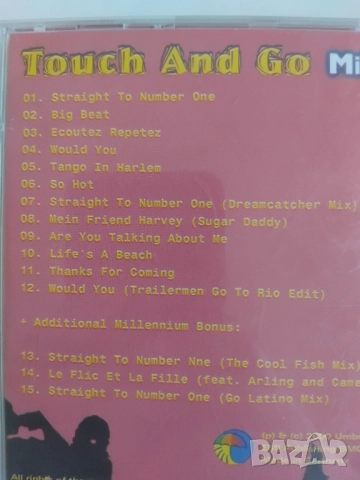 Touch And Go Mi
01. Straight To Number One
02. Big Beat
03. Ecoutez Repetez
04. Would You
05. Tango In Harlem
06. So Hot
07. Straight To Number One (Dreamcatcher Mix)
08. Mein Friend Harvey (Sugar Daddy)
09. Are You Talking About Me
10. Life's A Beach
11. Thanks For Coming
12. Would You (Trailermen Go To Rio Edit)
+ Additional Millennium Bonus:
13. Straight To Number Nne (The Cool Fish Mix)
14. Le Flic Et La Fille (feat. Arling and Came
15. Straight To Number One (Go Latino Mix)
(p) & (c)
All rights of the
bazar